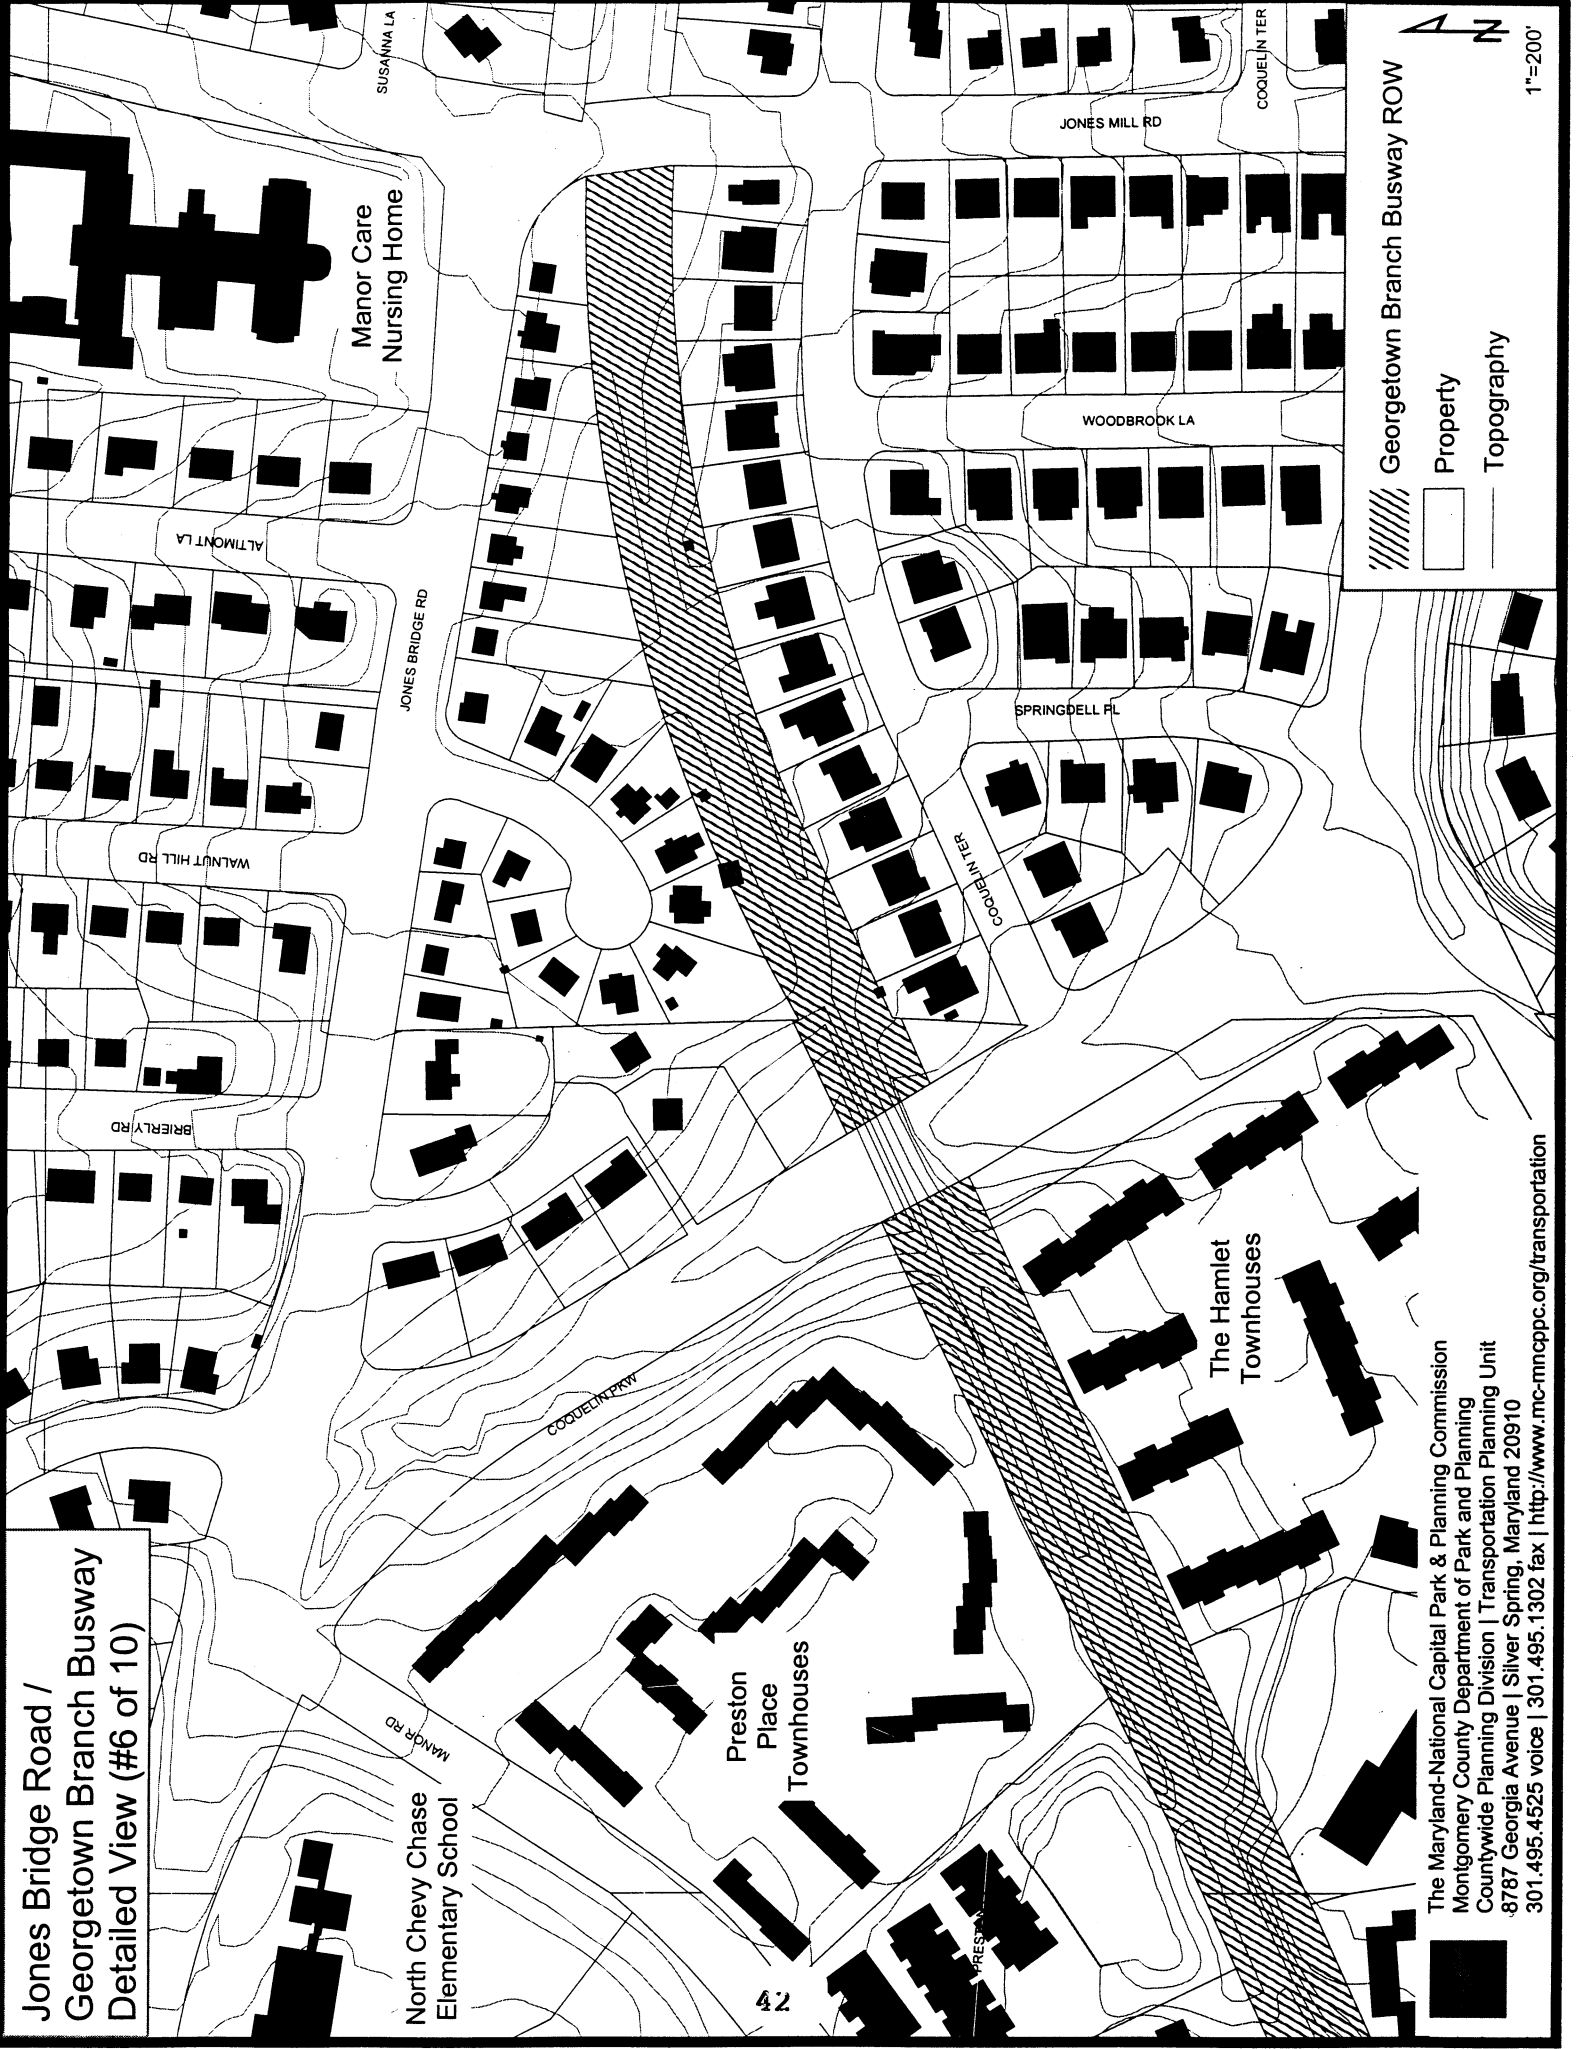 Jones Bridge Road /
Georgetown Branch Busway
Detailed View (#6 of 10)
SUSANNA LA
Manor Care
Nursing Home
ALTIMONT LA
JONES BRIDGE RD
WALNUT HILL RD
BRIERLY RD
COQUELIN PKW
MANOR RD
North Chevy Chase
Elementary School
Preston
Place
Townhouses
42
COQUELIN TER
JONES MILL RD
WOODBROOK LA
SPRINGDELL PL
COQUELIN TER
The Hamlet
Townhouses
Georgetown Branch Busway ROW
Property
Topography
N
1"=200'
The Maryland-National Capital Park & Planning Commission
Montgomery County Department of Park and Planning
Countywide Planning Division | Transportation Planning Unit
8787 Georgia Avenue | Silver Spring, Maryland 20910
301.495.4525 voice | 301.495.1302 fax | http://www.mc-mncppc.org/transportation